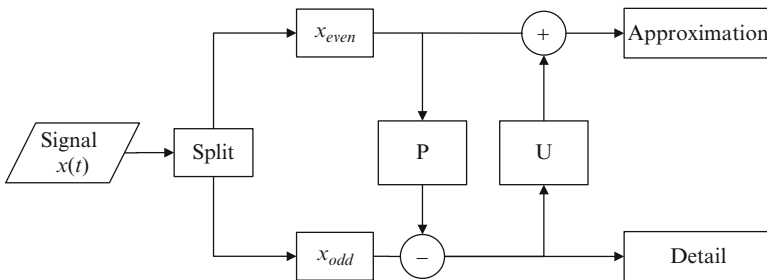 x_even
+
Approximation
Signal
x(t)
Split
P
U
x_odd
−
Detail